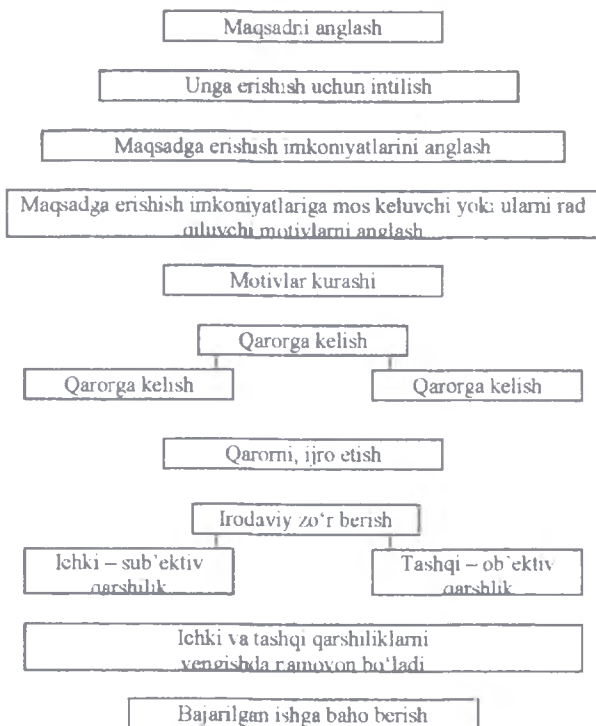 Maqsadni anglash
Unga erishish uchun intilish
Maqsadga erishish imkoniyatlarini anglash
Maqsadga erishish imkoniyatlariga mos keluvchi yoki ularni rad
qiluvchi motivlarni anglash
Motivlar kurashi
Qarorga kelish
Qarorga kelish
Qarorga kelish
Qarorni, ijro etish
Irodaviy zo‘r berish
Ichki – sub’ektiv
qarshilik
Tashqi – ob’ektiv
qarshlik
Ichki va tashqi qarshiliklarni
yengishda namoyon bo‘ladi
Bajarilgan ishga baho berish